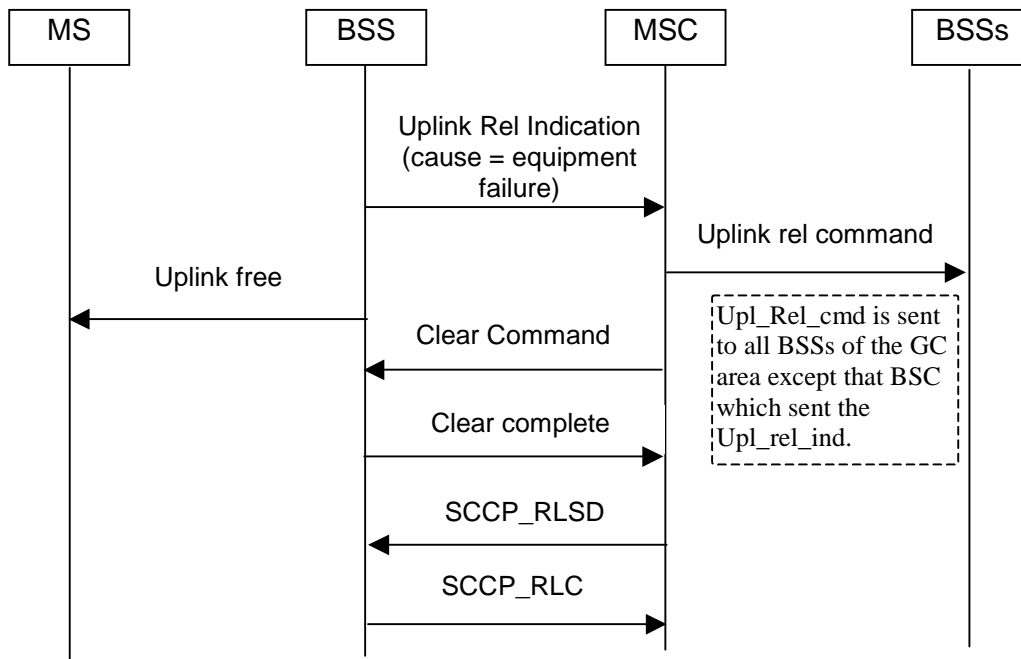 MS
BSS
MSC
BSSs
Uplink Rel Indication
(cause = equipment
failure)
Uplink rel command
Uplink free
Upl_Rel_cmd is sent
to all BSSs of the GC
area except that BSC
which sent the
Upl_rel_ind.
Clear Command
Clear complete
SCCP_RLSD
SCCP_RLC